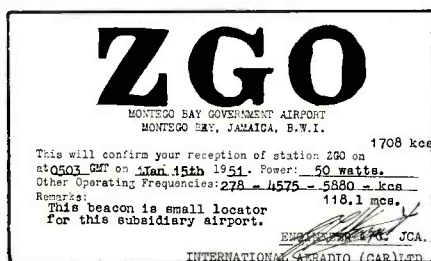 ZGO
MONTEGO BAY GOVERNMENT AIRPORT
MONTEGO BAY, JAMAICA, B.W.I.
1708 kcs
This will confirm your reception of station ZGO on
at 0503 GMT on Jan 15th 1951. Power: 50 watts.
Other Operating Frequencies: 278 - 4575 - 5880 - kcs
Remarks: 118.1 mcs.
This beacon is small locator
for this subsidiary airport.
ENGINEER JCA.
INTERNATIONAL AERADIO (CAR) LTD